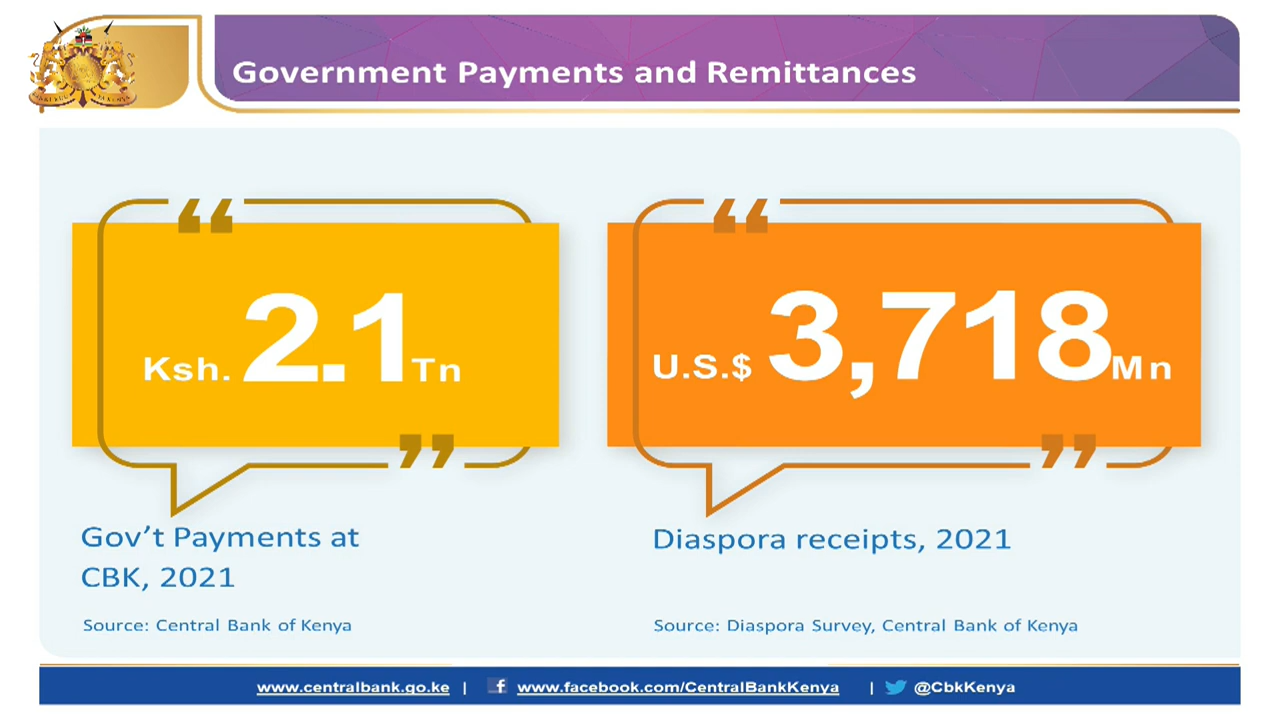 Government Payments and Remittances
Ksh. 2.1 Tn
Gov’t Payments at
CBK, 2021
Source: Central Bank of Kenya
U.S.$ 3,718 Mn
Diaspora receipts, 2021
Source: Diaspora Survey, Central Bank of Kenya
www.centralbank.go.ke | f www.facebook.com/CentralBankKenya | @CbkKenya